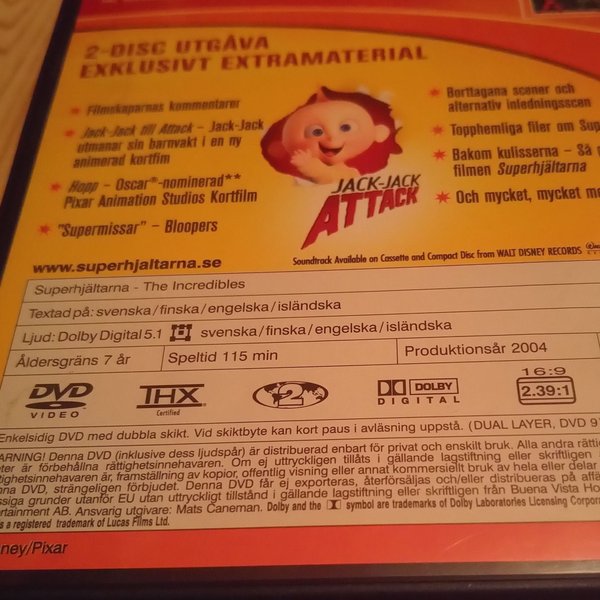 2-DISC UTGÅVA
EXKLUSIVT EXTRAMATERIAL
Filmskaparnas kommentarer
Jack-Jack till Attack – Jack-Jack
utmanar sin barnvakt i en ny
animerad kortfilm
Hopp – Oscar®-nominerad**
Pixar Animation Studios Kortfilm
"Supermissar" – Bloopers
JACK-JACK
ATTACK
Borttagana scener och
alternativ inledningsscen
Topphemliga filer om Sup
Bakom kulisserna – Så
filmen Superhjältarna
Och mycket, mycket me
www.superhjaltarna.se
Soundtrack Available on Cassette and Compact Disc from WALT DISNEY RECORDS
Superhjältarna - The Incredibles
Textad på: svenska/finska/engelska/isländska
Ljud: Dolby Digital 5.1 svenska/finska/engelska/isländska
Åldersgräns 7 år Speltid 115 min Produktionsår 2004
DVD
VIDEO
THX
Certified
2
DOLBY
DIGITAL
16:9
2.39:1
Enkelsidig DVD med dubbla skikt. Vid skiktbyte kan kort paus i avläsning uppstå. (DUAL LAYER, DVD 9)
WARNING! Denna DVD (inklusive dess ljudspår) är distribuerad enbart för privat och enskilt bruk. Alla andra rätti
ter är förbehållna rättighetsinnehavaren. Om ej uttryckligen tillåts i gällande lagstiftning eller skriftligen
rättighetsinnehavaren, är framställning av kopior, offentlig visning eller annat kommersiellt bruk av hela eller delar
nna DVD, strängeligen förbjudet. Denna DVD får ej exporteras, återförsäljas och/eller distribueras på affä
ssiga grunder utanför EU utan uttryckligt tillstånd i gällande lagstiftning eller skriftligen från Buena Vista Ho
ertainment AB. Ansvarig utgivare: Mats Caneman. Dolby and the symbol are trademarks of Dolby Laboratories Licensing Corpor
is a registered trademark of Lucas Films Ltd.
ney/Pixar